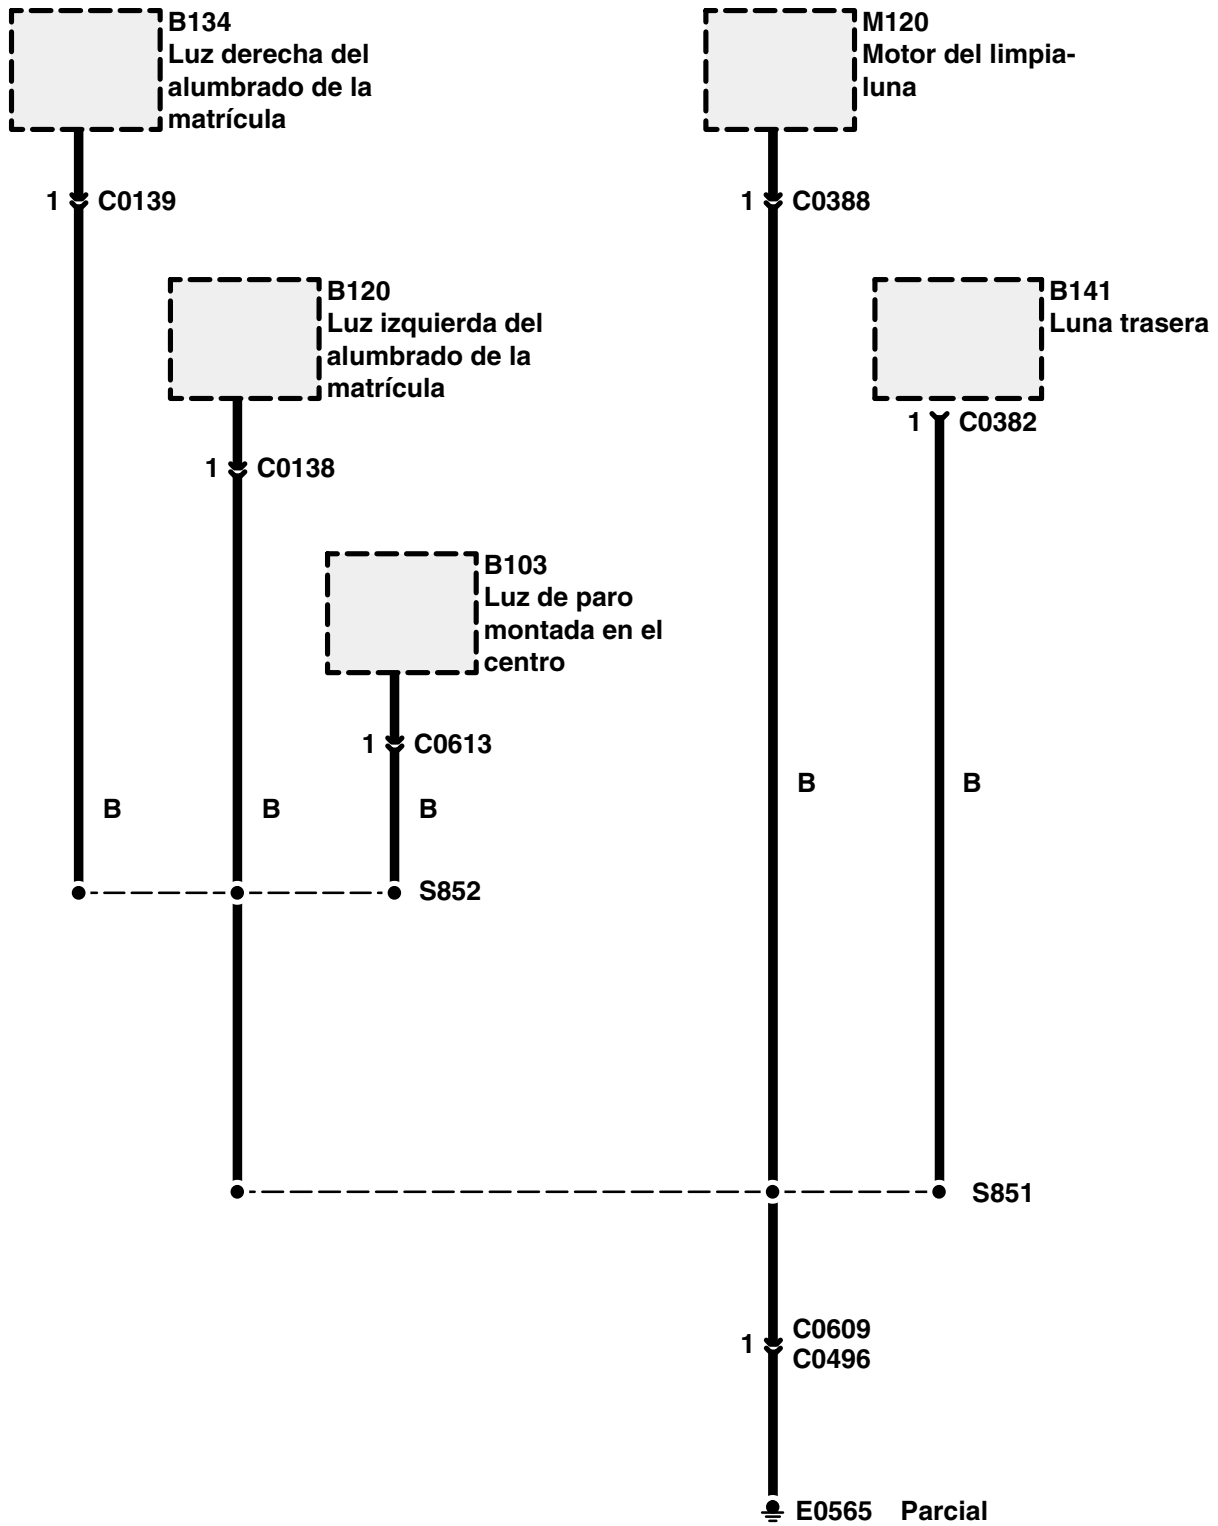 B134
Luz derecha del
alumbrado de la
matrícula
M120
Motor del limpia-
luna
1 C0139
1 C0388
B120
Luz izquierda del
alumbrado de la
matrícula
B141
Luna trasera
1 C0382
1 C0138
B103
Luz de paro
montada en el
centro
1 C0613
B B
B B B
S852
S851
C0609
1
C0496
E0565 Parcial